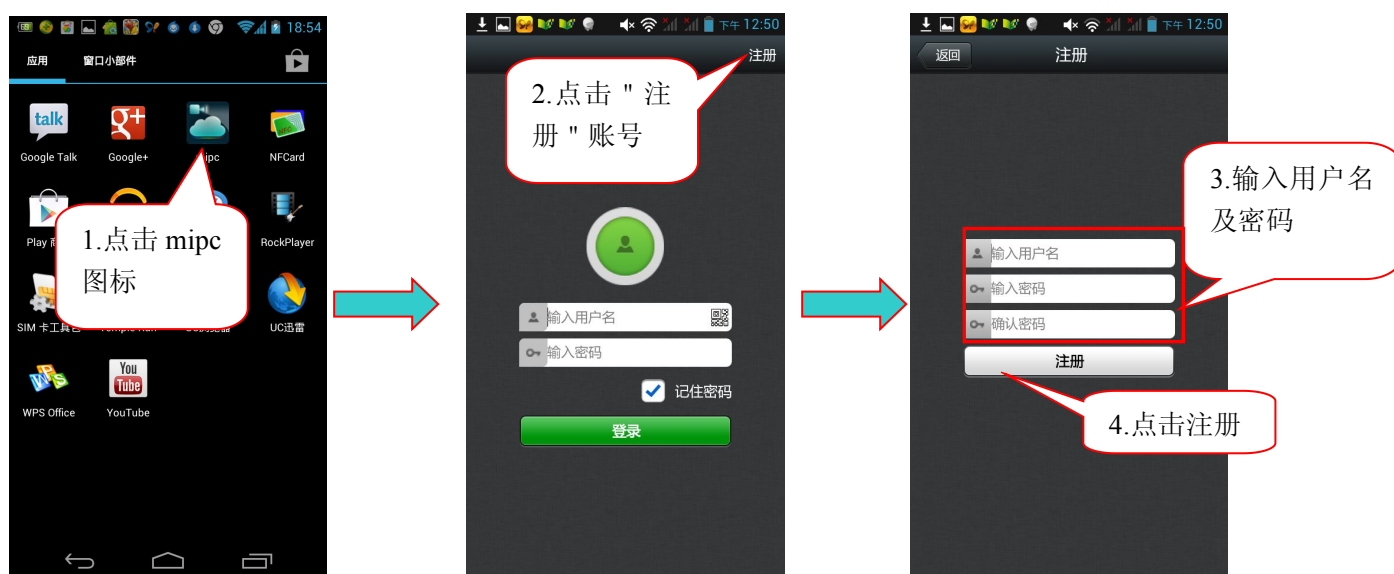 18:54
应用 窗口小部件
talk
g+
Google Talk Google+ ipc NFCard
1.点击 mipc
图标
Play RockPlayer
SIM 卡工具包 UC迅雷
WPS
You
Tube
WPS Office YouTube
下午 12:50
注册
2.点击 " 注
册 " 账号
输入用户名
输入密码
记住密码
登录
下午 12:50
返回 注册
3.输入用户名
及密码
输入用户名
输入密码
确认密码
注册
4.点击注册